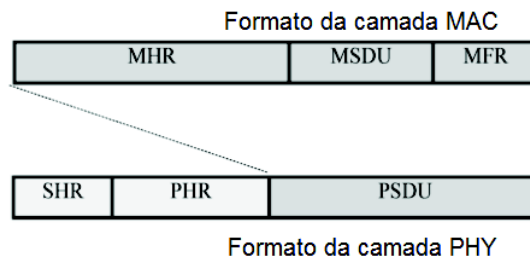 Formato da camada MAC
MHR MSDU MFR
SHR PHR PSDU
Formato da camada PHY